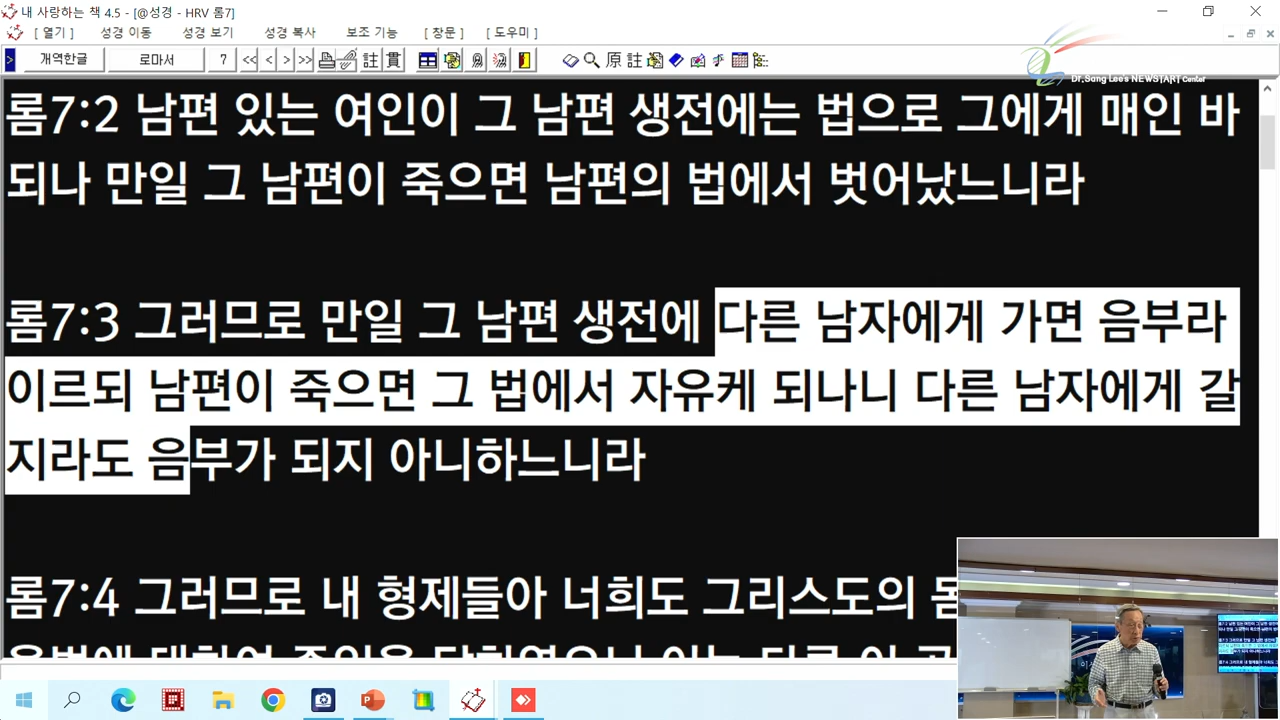 내 사랑하는 책 4.5 - [@성경 - HRV 롬7]
[ 열기 ] 성경 이동 성경 보기 성경 복사 보조 기능 [ 창문 ] [ 도우미 ]
개역한글 로마서 7 << < > >> 註 貫 原 註
Dr.Sang Lee's NEWSTART Center
롬7:2 남편 있는 여인이 그 남편 생전에는 법으로 그에게 매인 바
되나 만일 그 남편이 죽으면 남편의 법에서 벗어났느니라
롬7:3 그러므로 만일 그 남편 생전에 다른 남자에게 가면 음부라
이르되 남편이 죽으면 그 법에서 자유케 되나니 다른 남자에게 갈
지라도 음부가 되지 아니하느니라
롬7:4 그러므로 내 형제들아 너희도 그리스도의 몸